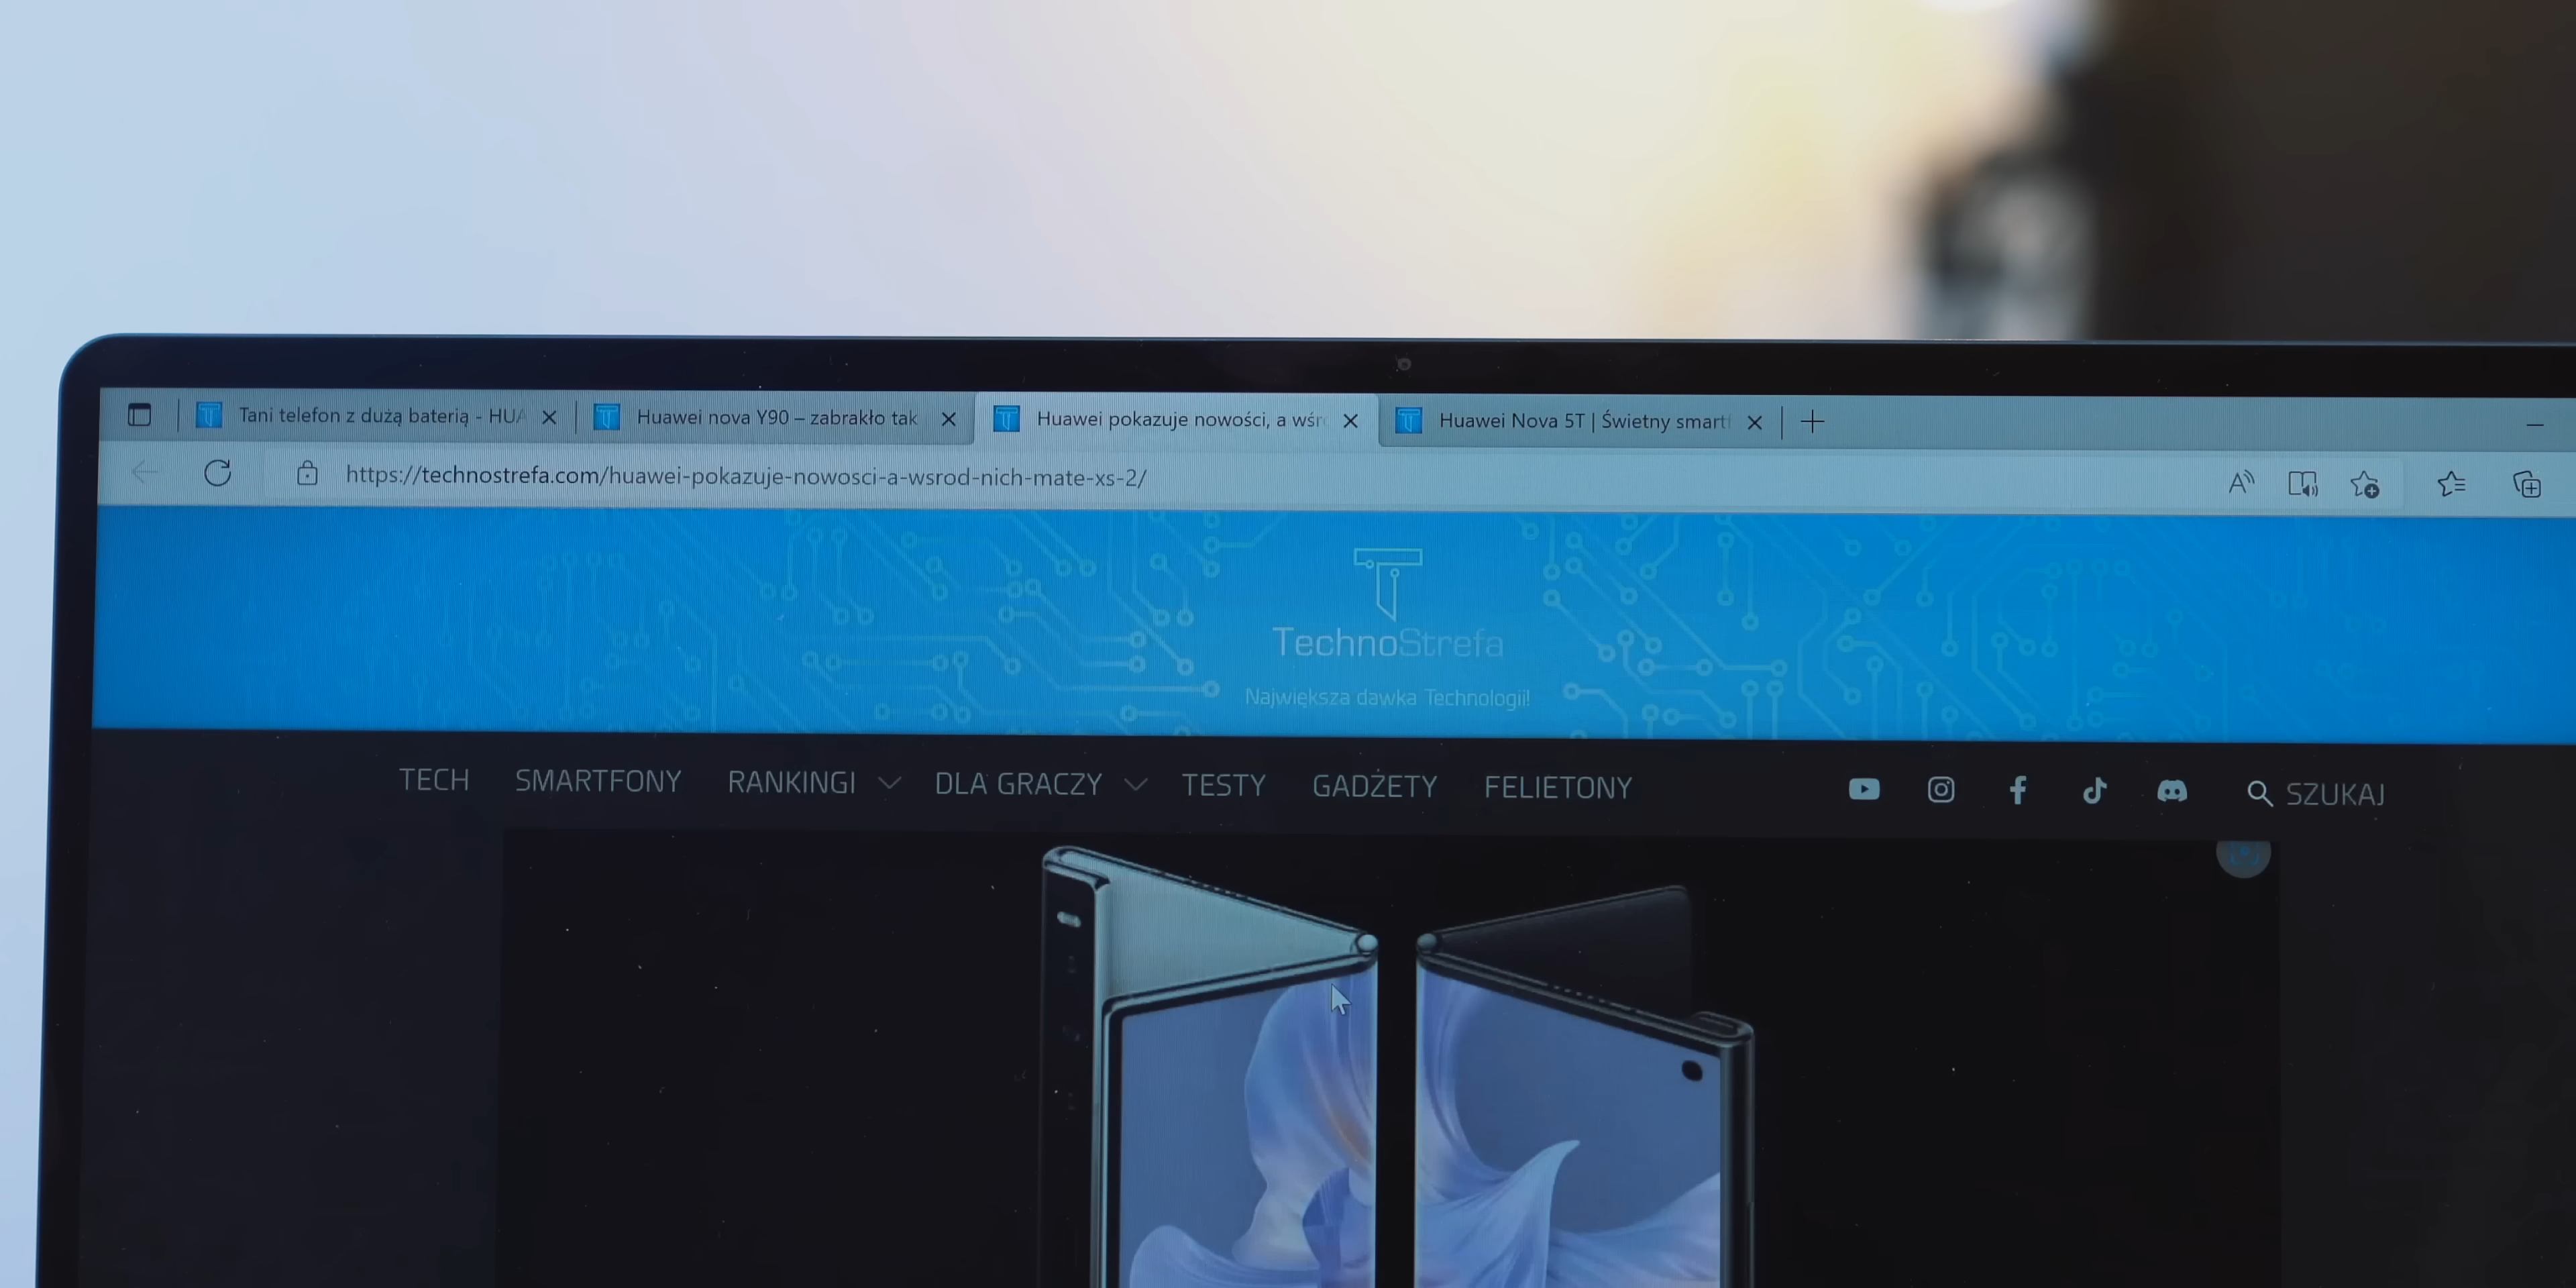 Tani telefon z dużą baterią - HUA
Huawei nova Y90 – zabrakło tak
Huawei pokazuje nowości, a wśr
Huawei Nova 5T | Świetny smart
https://technostrefa.com/huawei-pokazuje-nowosci-a-wsrod-nich-mate-xs-2/
TechnoStrefa
Największa dawka Technologii!
TECH SMARTFONY RANKINGI DLA GRACZY TESTY GADŻETY FELIETONY SZUKAJ